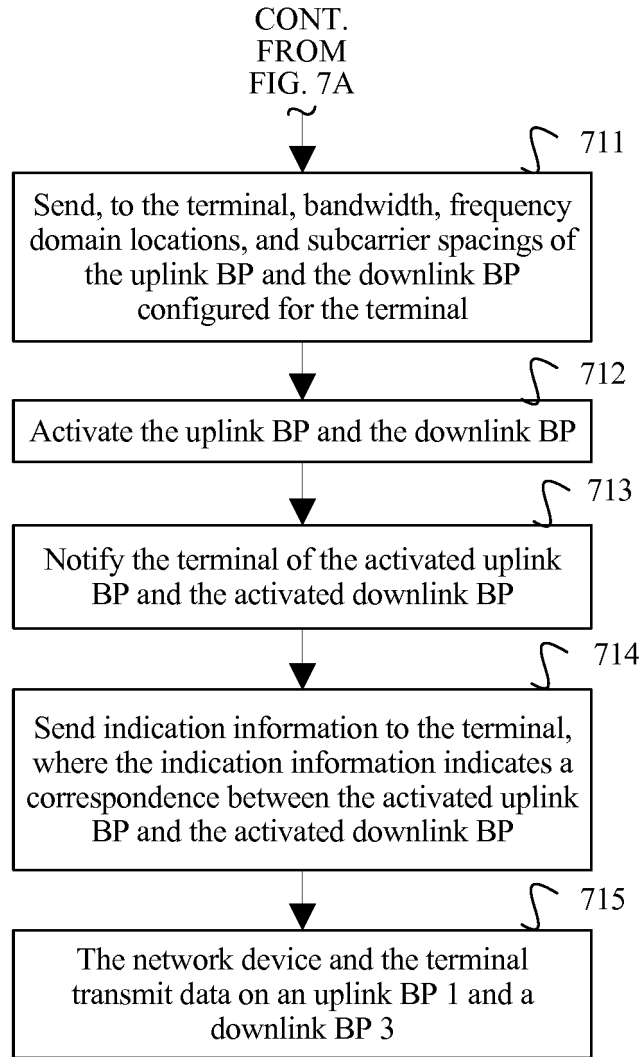 CONT.
FROM
FIG. 7A
711
Send, to the terminal, bandwidth, frequency
domain locations, and subcarrier spacings of
the uplink BP and the downlink BP
configured for the terminal
712
Activate the uplink BP and the downlink BP
713
Notify the terminal of the activated uplink
BP and the activated downlink BP
714
Send indication information to the terminal,
where the indication information indicates a
correspondence between the activated uplink
BP and the activated downlink BP
715
The network device and the terminal
transmit data on an uplink BP 1 and a
downlink BP 3